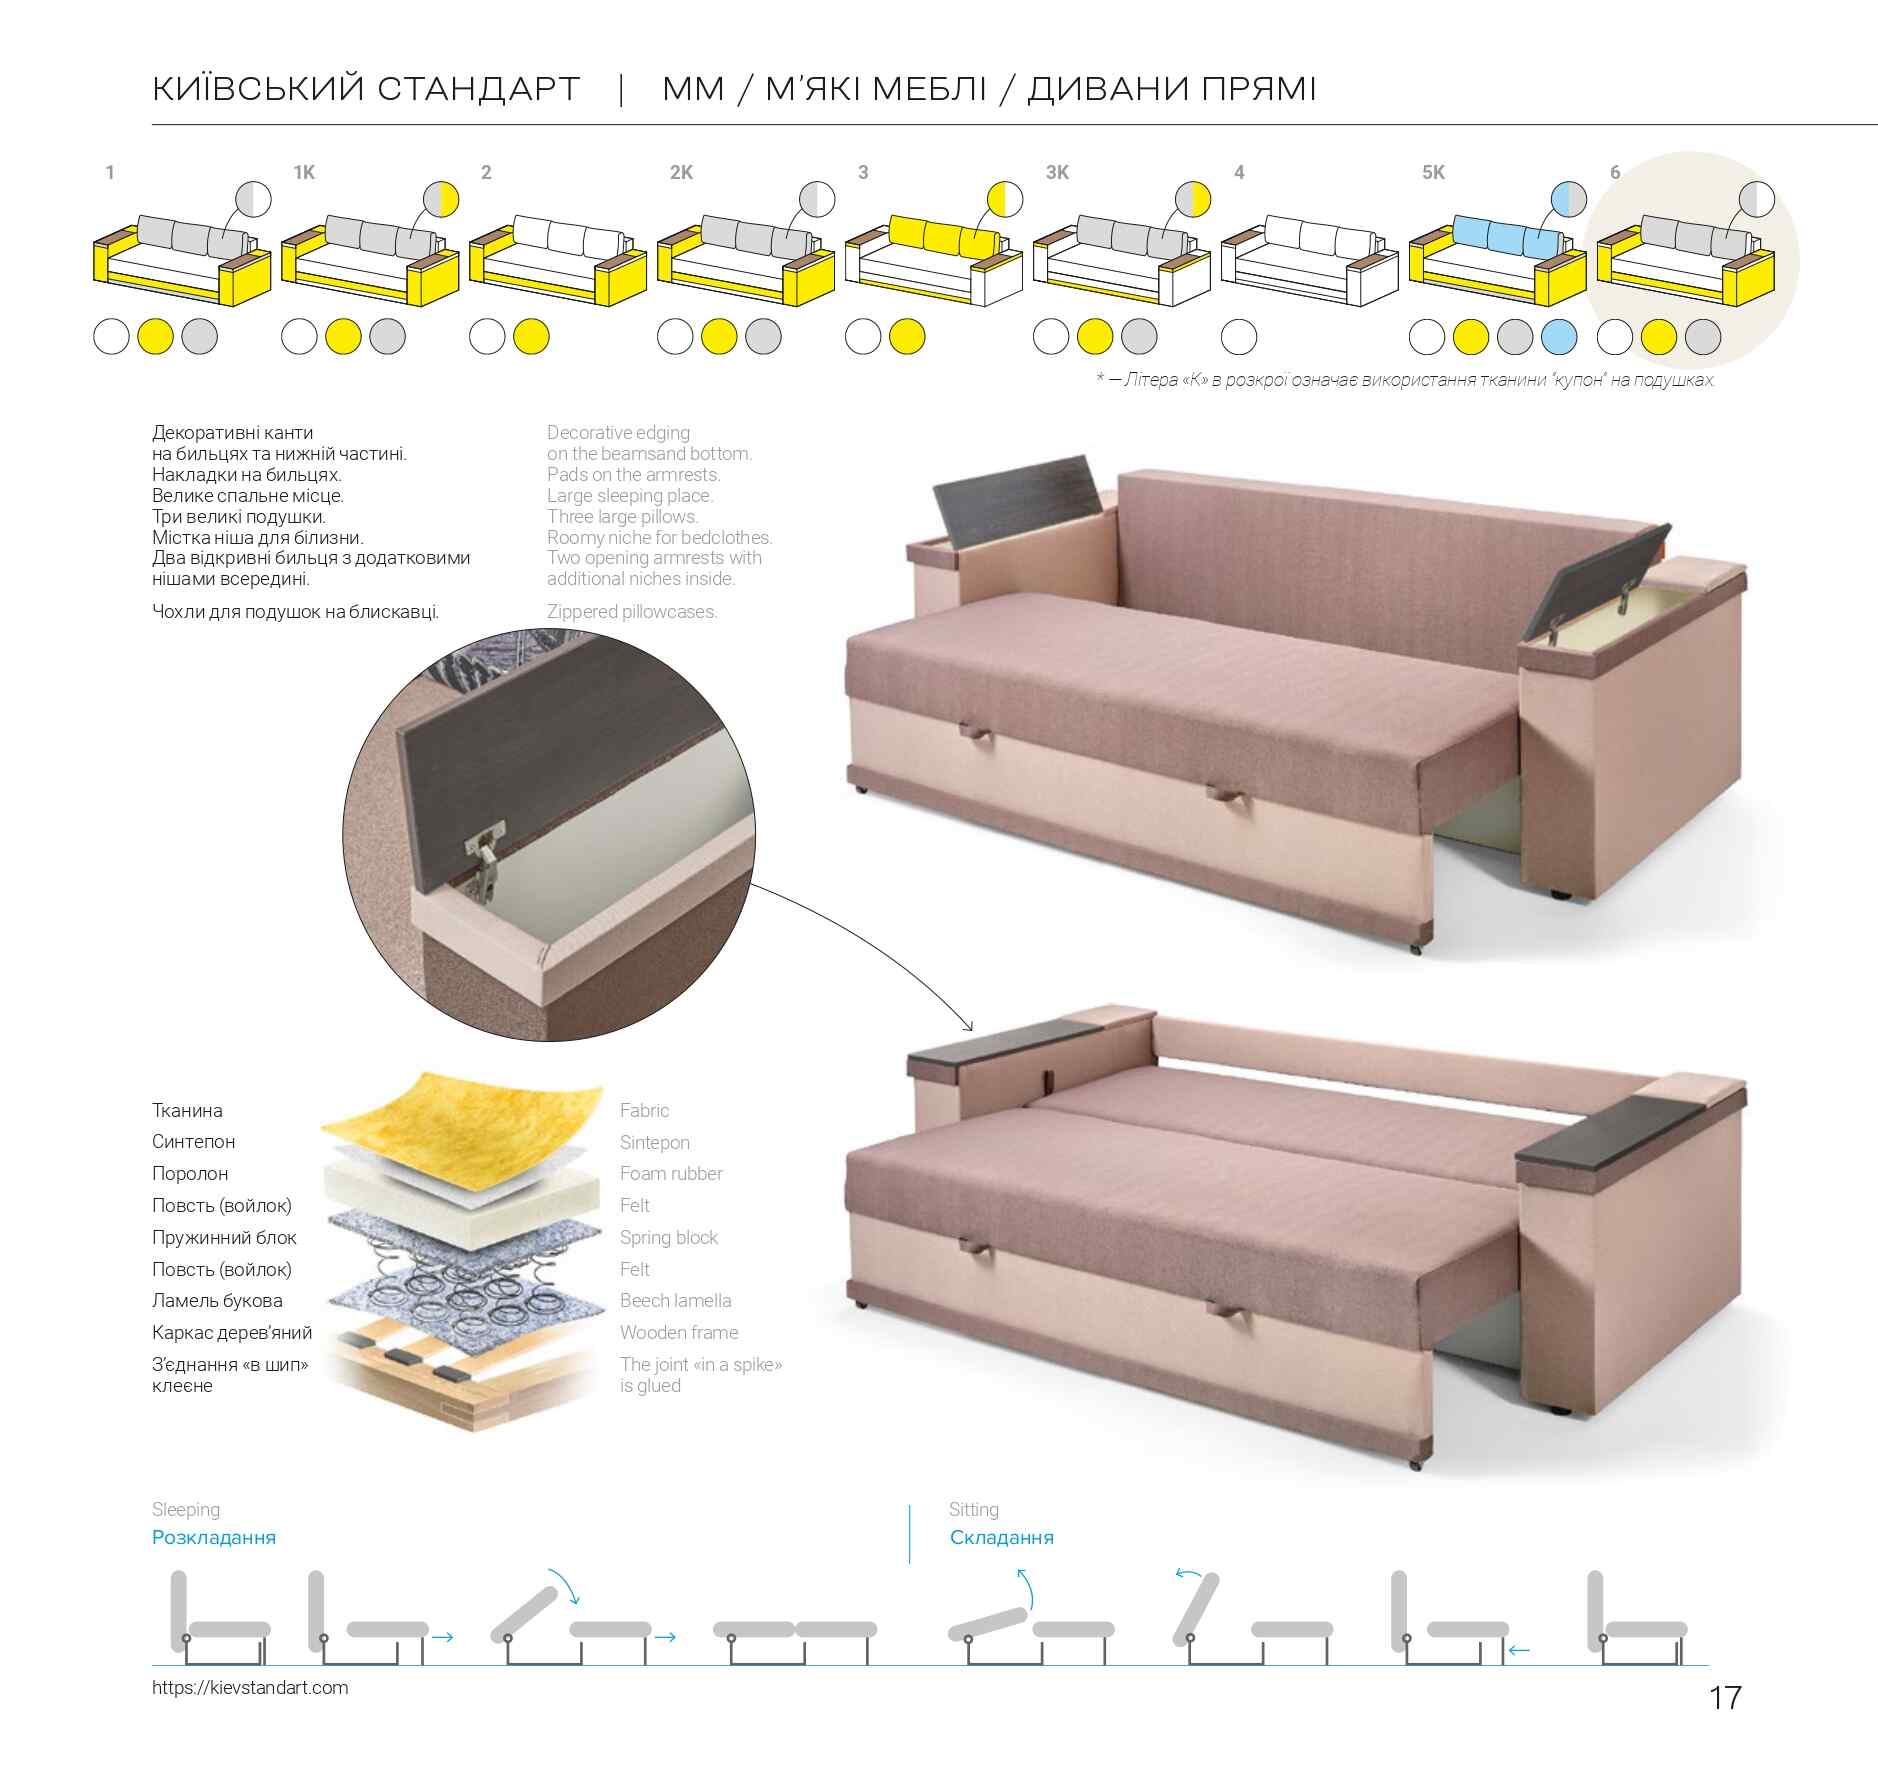 КИЇВСЬКИЙ СТАНДАРТ | ММ / М’ЯКІ МЕБЛІ / ДИВАНИ ПРЯМІ
1 1K 2 2K 3 3K 4 5K 6
* — Літера «К» в розкрої означає використання тканини "купон" на подушках.
Декоративні канти
на бильцях та нижній частині.
Накладки на бильцях.
Велике спальне місце.
Три великі подушки.
Містка ніша для білизни.
Два відкривні бильця з додатковими
нішами всередині.
Чохли для подушок на блискавці.
Decorative edging
on the beamsand bottom.
Pads on the armrests.
Large sleeping place.
Three large pillows.
Roomy niche for bedclothes.
Two opening armrests with
additional niches inside.
Zippered pillowcases.
Тканина
Синтепон
Поролон
Повсть (войлок)
Пружинний блок
Повсть (войлок)
Ламель букова
Каркас дерев’яний
З’єднання «в шип»
клеєне
Fabric
Sintepon
Foam rubber
Felt
Spring block
Felt
Beech lamella
Wooden frame
The joint «in a spike»
is glued
Sleeping
Розкладання
Sitting
Складання
https://kievstandart.com
17